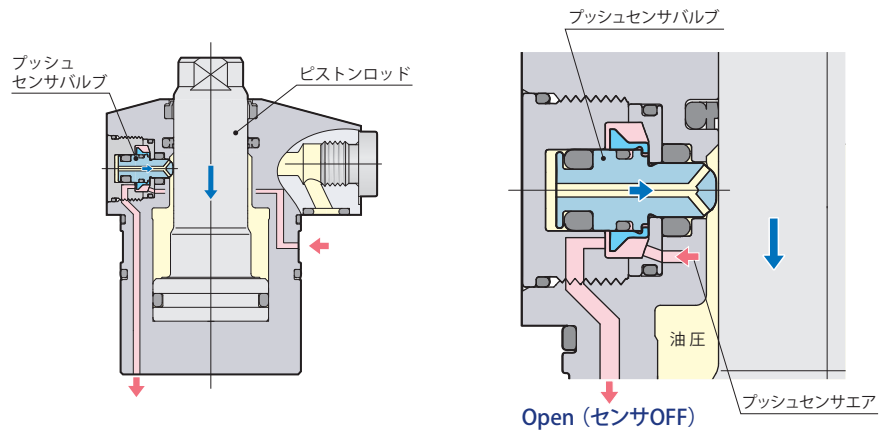 プッシュ
センサバルブ
ピストンロッド
プッシュセンサバルブ
油圧
プッシュセンサエア
Open（センサOFF）